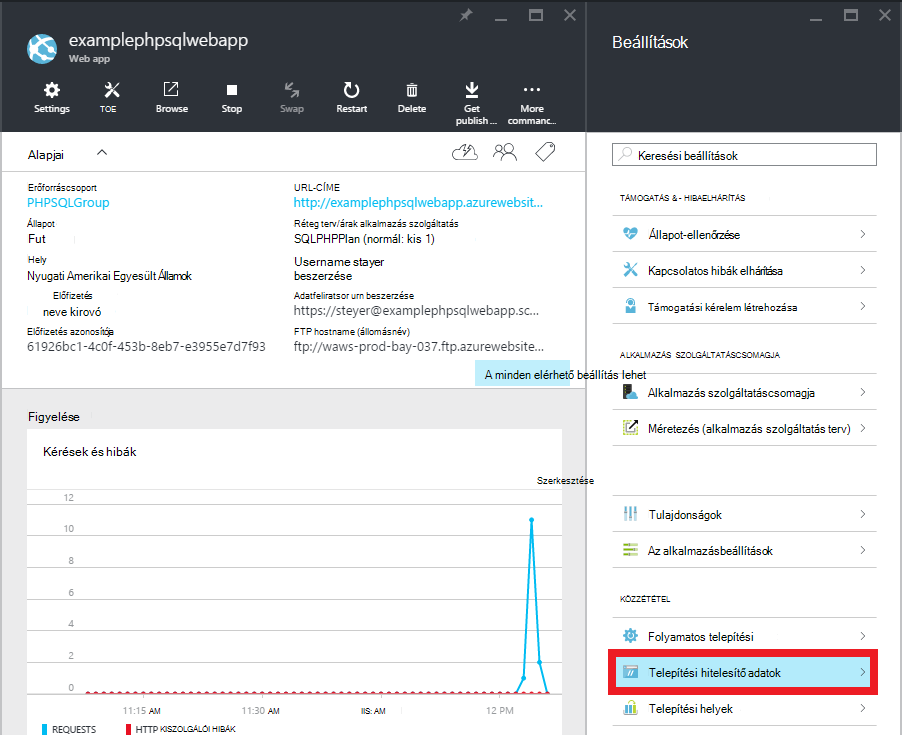 examplephpsqlwebapp
Web app
Settings
TOE
Browse
Stop
Swap
Restart
Delete
Get publish ...
More commanc...
Alapjai
Erőforráscsoport
PHPSQLGroup
Állapot
Fut
Hely
Nyugati Amerikai Egyesült Államok
Előfizetés
neve kirovó
Előfizetés azonosítója
61926bc1-4c0f-453b-8eb7-e3955e7d7f93
URL-CÍME
http://examplephpsqlwebapp.azurewebsit...
Réteg terv/árak alkalmazás szolgáltatás
SQLPHPPlan (normál: kis 1)
Username stayer
beszerzése
Adatfeliratsor urn beszerzése
https://steyer@examplephpsqlwebapp.sc...
FTP hostname (állomásnév)
ftp://waws-prod-bay-037.ftp.azurewebsite...
A minden elérhető beállítás lehet
Figyelése
Kérések és hibák
Szerkesztése
12
10
8
6
4
2
0
11:15 AM
11:30 AM
IIS: AM
12 PM
REQUESTS
HTTP KISZOLGÁLÓI HIBÁK
Beállítások
Keresési beállítások
TÁMOGATÁS & - HIBAELHÁRÍTÁS
Állapot-ellenőrzése
Kapcsolatos hibák elhárítása
Támogatási kérelem létrehozása
ALKALMAZÁS SZOLGÁLTATÁSCSOMAGJA
Alkalmazás szolgáltatáscsomagja
Méretezés (alkalmazás szolgáltatás terv)
Tulajdonságok
Az alkalmazásbeállítások
KÖZZÉTÉTEL
Folyamatos telepítési
Telepítési hitelesítő adatok
Telepítési helyek